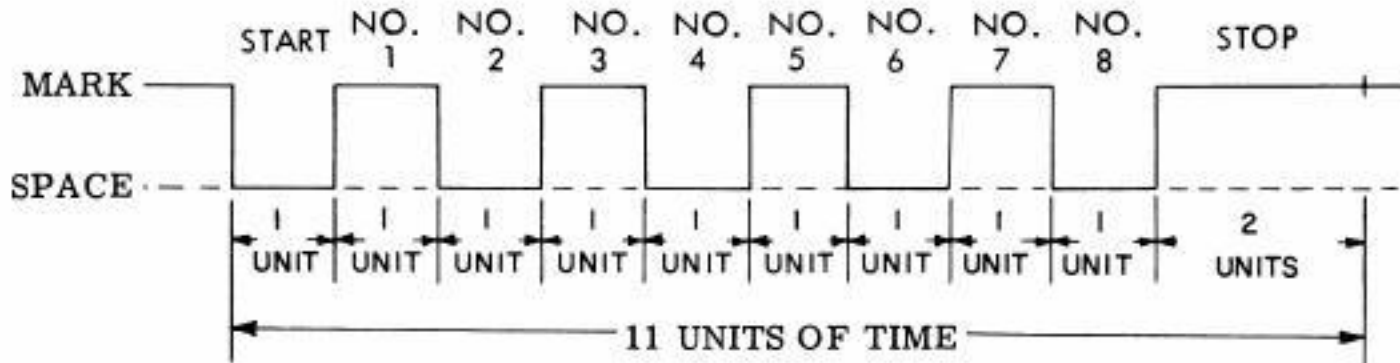 START NO. 1 NO. 2 NO. 3 NO. 4 NO. 5 NO. 6 NO. 7 NO. 8 STOP
MARK
SPACE
1 UNIT 1 UNIT 1 UNIT 1 UNIT 1 UNIT 1 UNIT 1 UNIT 1 UNIT 1 UNIT 2 UNITS
11 UNITS OF TIME